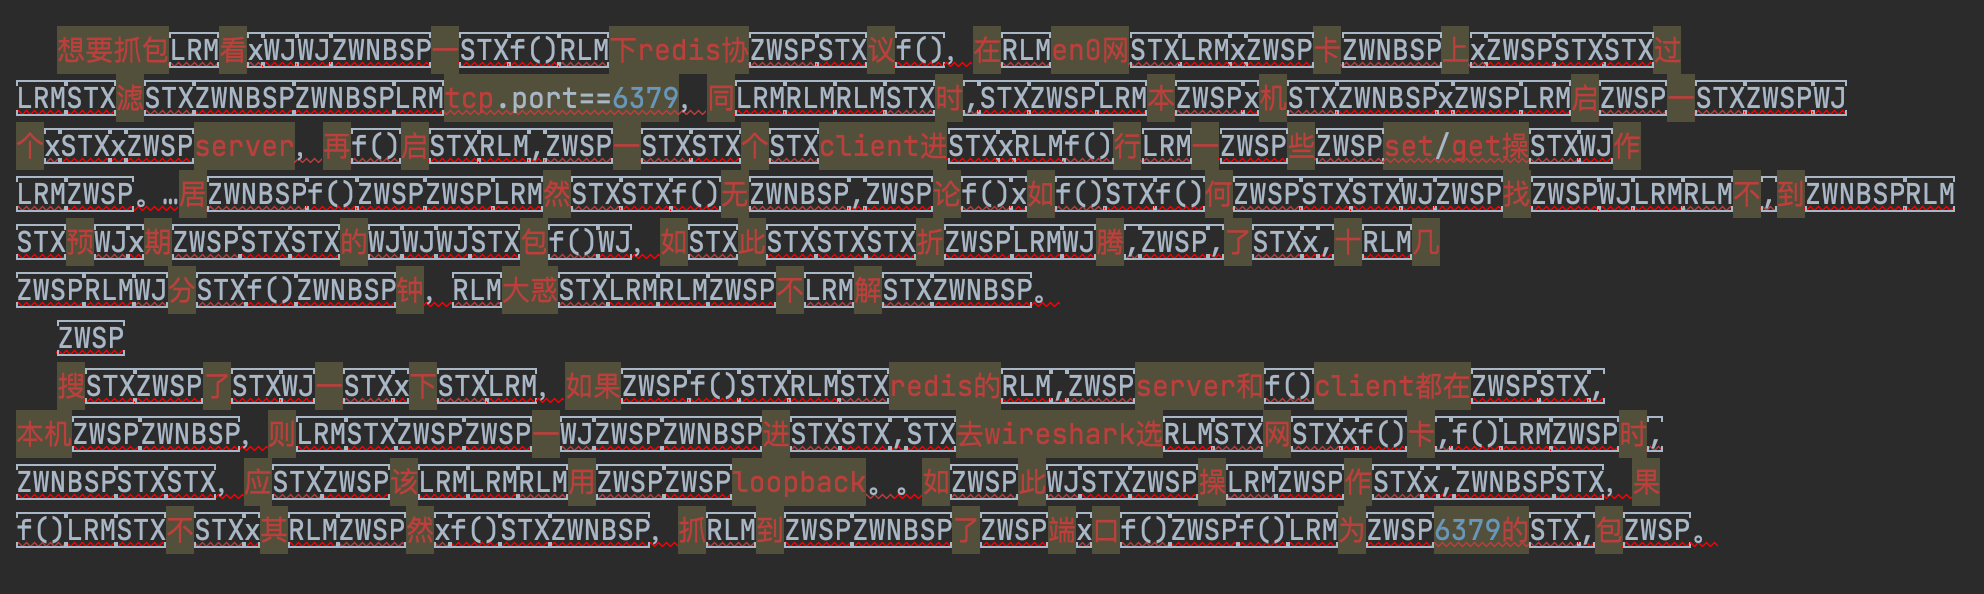 想要抓包LRM看xWJWJZWNBSP一STXf()RLM下redis协ZWSPSTX议f(),在RLMen0网STXLRMxZWSP卡ZWNBSP上xZWSPSTXSTX过
LRMSTX滤STXZWNBSPZWNBSPLRMtcp.port==6379，同LRMRLMRLMSTX时,STXZWSPLRM本ZWSPx机STXZWNBSPxZWSPLRM启ZWSP一STXZWSPWJ
个xSTXxZWSPserver，再f()启STXRLM,ZWSP一STXSTX个STXclient进STXxRLMf()行LRM一ZWSP些ZWSPset/get操STXWJ作
LRMZWSP。…居ZWNBSPf()ZWSPZWSPLRM然STXSTXf()无ZWNBSP,ZWSP论f()x如f()STXf()何ZWSPSTXSTXWJZWSP找ZWSPWJLRMRLM不,到ZWNBSPRLM
STX预WJx期ZWSPSTXSTX的WJWJWJSTX包f()WJ，如STX此STXSTXSTX折ZWSPLRMWJ腾,ZWSP,了STXx,十RLM几
ZWSPRLMWJ分STXf()ZWNBSP钟，RLM大惑STXLRMRLMZWSP不LRM解STXZWNBSP。
ZWSP
搜STXZWSP了STXWJ一STXx下STXLRM，如果ZWSPf()STXRLMSTXredis的RLM,ZWSPserver和f()client都在ZWSPSTX,
本机ZWSPZWNBSP，则LRMSTXZWSPZWSP一WJZWSPZWNBSP进STXSTX,STX去wireshark选RLMSTX网STXxf()卡,f()LRMZWSP时,
ZWNBSPSTXSTX，应STXZWSP该LRMLRMRLM用ZWSPZWSPloopback。。如ZWSP此WJSTXZWSP操LRMZWSP作STXx,ZWNBSPSTX，果
f()LRMSTX不STXx其RLMZWSP然xf()STXZWNBSP，抓RLM到ZWSPZWNBSP了ZWSP端x口f()ZWSPf()LRM为ZWSP6379的STX,包ZWSP。